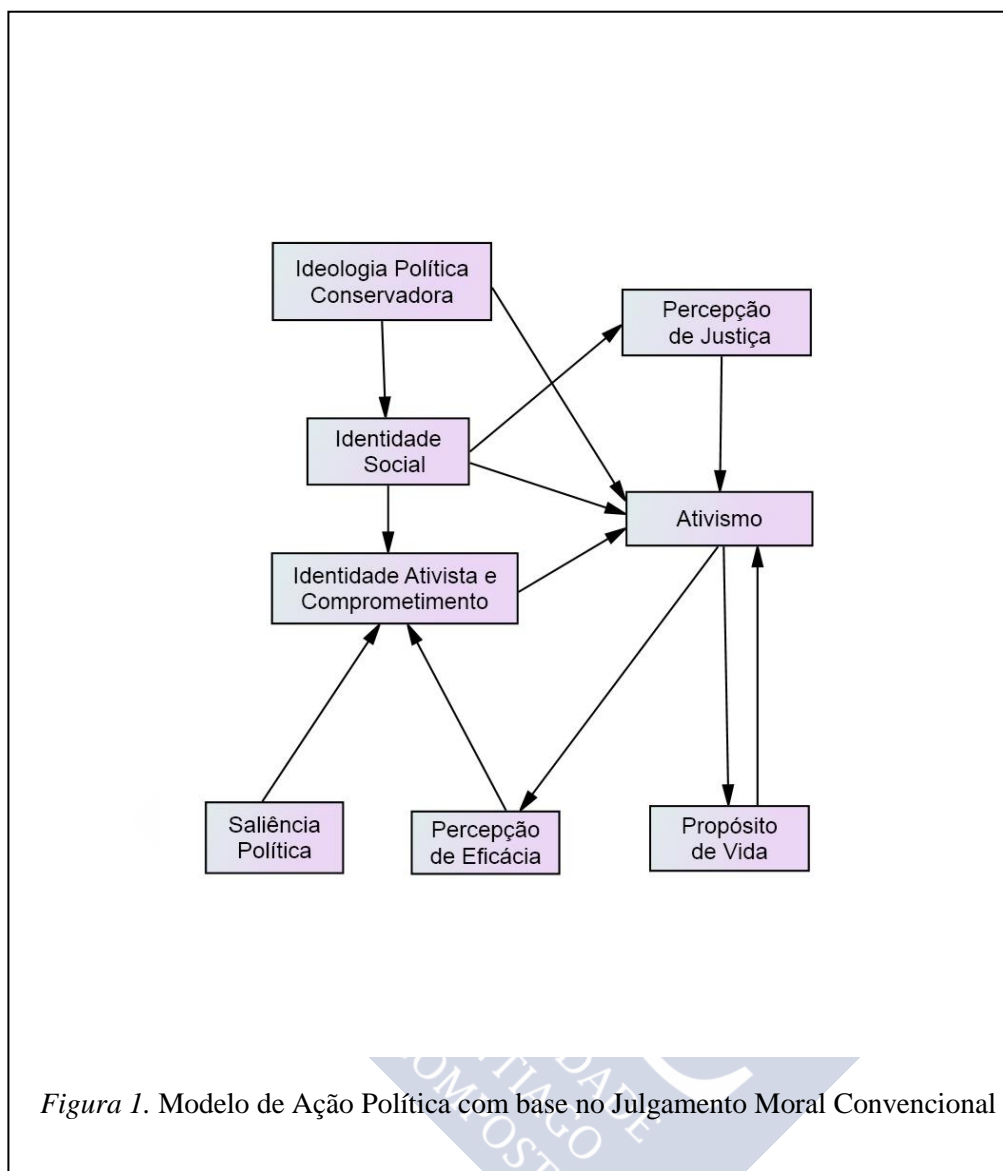 Ideologia Política
Conservadora
Percepção
de Justiça
Identidade
Social
Ativismo
Identidade Ativista e
Comprometimento
Saliência
Política
Percepção
de Eficácia
Propósito
de Vida
Figura 1. Modelo de Ação Política com base no Julgamento Moral Convencional